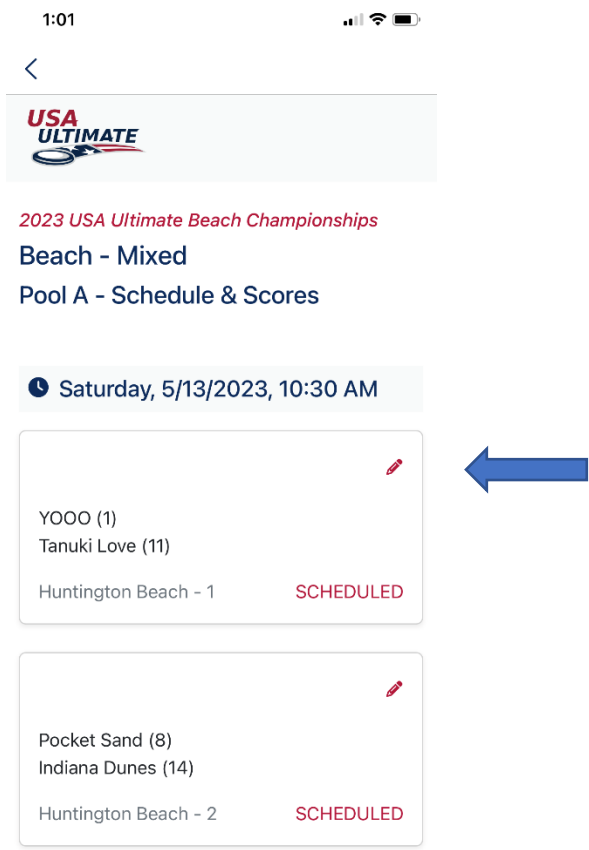 1:01
USA
ULTIMATE
2023 USA Ultimate Beach Championships
Beach - Mixed
Pool A - Schedule & Scores
Saturday, 5/13/2023, 10:30 AM
YOOO (1)
Tanuki Love (11)
Huntington Beach - 1 SCHEDULED
Pocket Sand (8)
Indiana Dunes (14)
Huntington Beach - 2 SCHEDULED